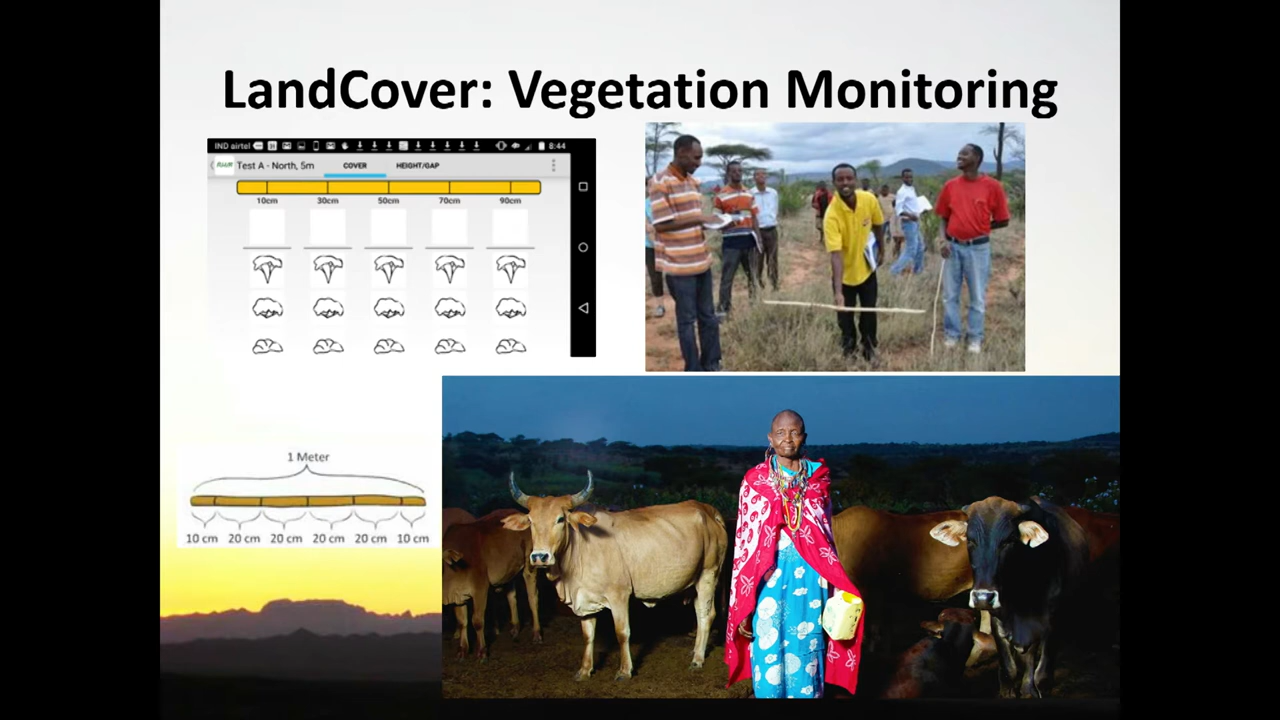 LandCover: Vegetation Monitoring
IND airtel 8:44
Test A - North, 5m COVER HEIGHT/GAP
10cm 30cm 50cm 70cm 90cm
1 Meter
10 cm 20 cm 20 cm 20 cm 20 cm 10 cm